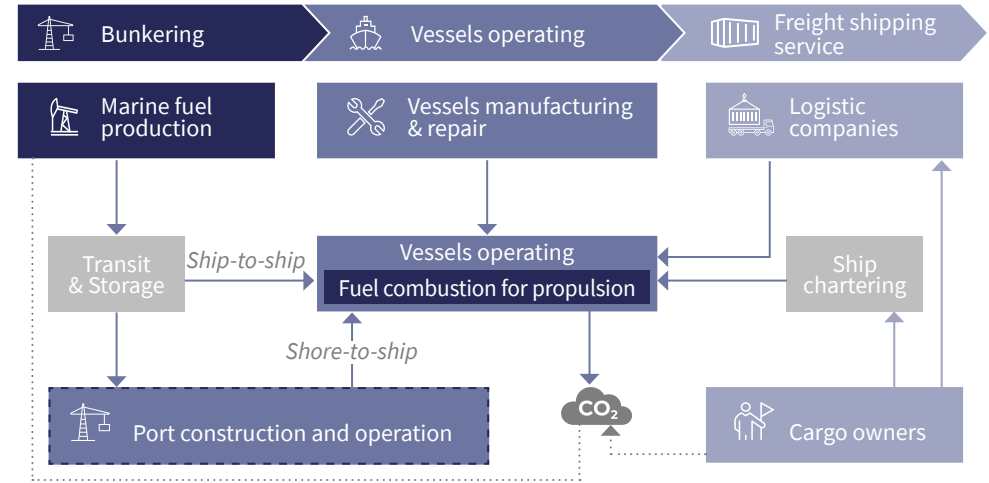 Bunkering
Vessels operating
Freight shipping
service
Marine fuel
production
Vessels manufacturing
& repair
Logistic
companies
Transit
& Storage
Ship-to-ship
Vessels operating
Fuel combustion for propulsion
Ship
chartering
Shore-to-ship
CO₂
Port construction and operation
Cargo owners